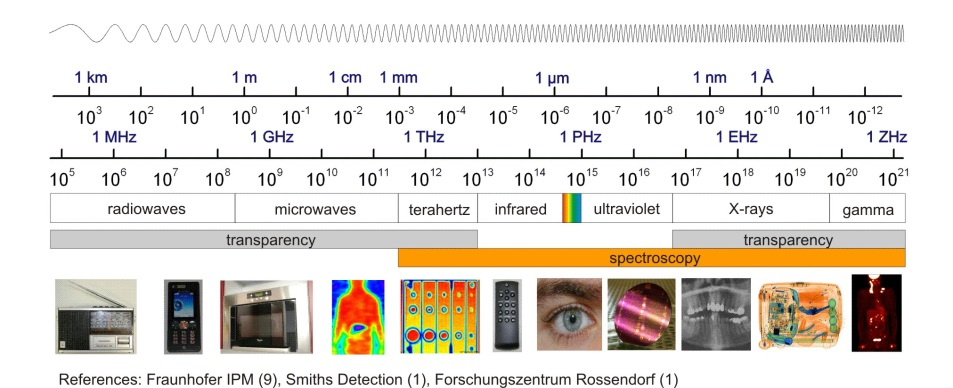 1 km 1 m 1 cm 1 mm 1 µm 1 nm 1 Å
10³ 10² 10¹ 10⁰ 10⁻¹ 10⁻² 10⁻³ 10⁻⁴ 10⁻⁵ 10⁻⁶ 10⁻⁷ 10⁻⁸ 10⁻⁹ 10⁻¹⁰ 10⁻¹¹ 10⁻¹²
1 MHz 1 GHz 1 THz 1 PHz 1 EHz 1 ZHz
10⁵ 10⁶ 10⁷ 10⁸ 10⁹ 10¹⁰ 10¹¹ 10¹² 10¹³ 10¹⁴ 10¹⁵ 10¹⁶ 10¹⁷ 10¹⁸ 10¹⁹ 10²⁰ 10²¹
radiowaves microwaves terahertz infrared ultraviolet X-rays gamma
transparency transparency
spectroscopy
References: Fraunhofer IPM (9), Smiths Detection (1), Forschungszentrum Rossendorf (1)